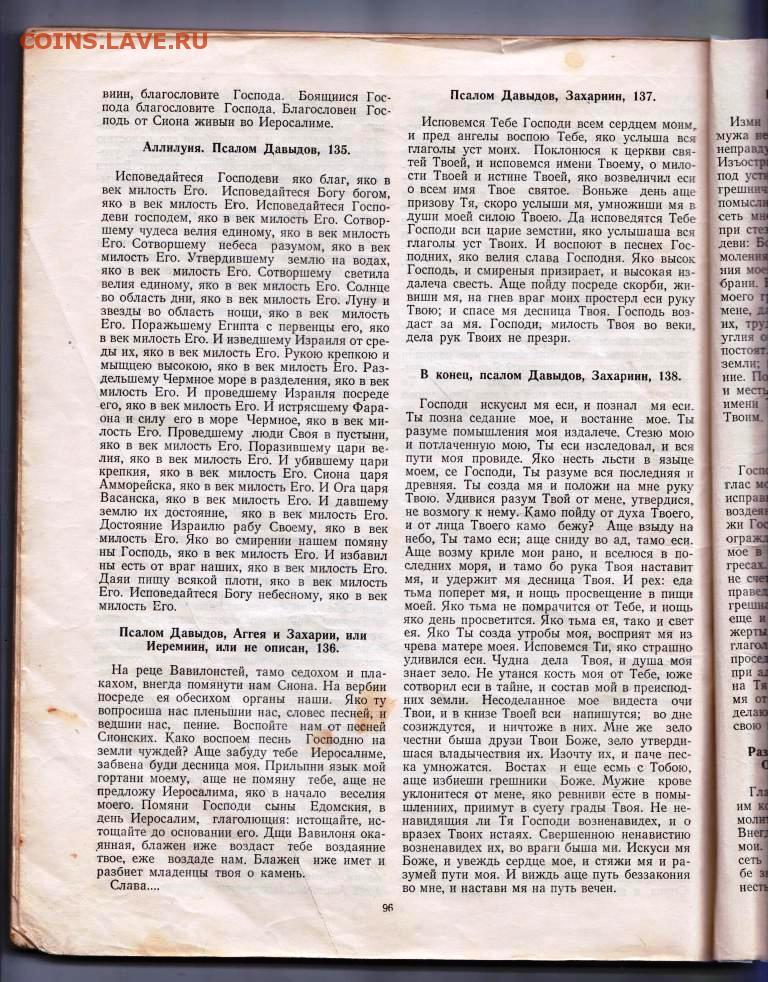 COINS.LAVE.RU
виин, благословите Господа. Боящиися Гос-
пода благословите Господа. Благословен Гос-
подь от Сиона живыи во Иеросалиме.
Аллилуия. Псалом Давыдов, 135.
Исповедайтеся Господеви яко благ, яко в
век милость Его. Исповедайтеся Богу богом,
яко в век милость Его. Исповедайтеся Госпо-
деви господем, яко в век милость Его. Сотвор-
шему чудеса велия единому, яко в век милость
Его. Сотворшему небеса разумом, яко в век
милость Его. Утвердившему землю на водах,
яко в век милость Его. Сотворшему светила
велия единому, яко в век милость Его. Солнце
во область дни, яко в век милость Его. Луну и
звезды во область нощи, яко в век милость
Его. Поражьшему Египта с первенцы его, яко
в век милость Его. И изведшему Израиля от сре-
ды их, яко в век милость Его. Рукою крепкою и
мышцею высокою, яко в век милость Его. Раз-
дельшему Чермное море в разделения, яко в век
милость Его. И проведшему Израиля посреде
его, яко в век милость Его. И истрясшему Фара-
она и силу его в море Чермное, яко в век ми-
лость Его. Проведшему люди Своя в пустыни,
яко в век милость Его. Поразившему цари ве-
лия, яко в век милость Его. И убившему цари
крепкия, яко в век милость Его. Сиона царя
Амморейска, яко в век милость Его. И Ога царя
Васанска, яко в век милость Его. И давшему
землю их достояние, яко в век милость Его.
Достояние Израилю рабу Своему, яко в век
милость Его. Яко во смирении нашем помяну
ны Господь, яко в век милость Его. И избавил
ны есть от враг наших, яко в век милость Его.
Даяи пищу всякой плоти, яко в век милость
Его. Исповедайтеся Богу небесному, яко в век
милость Его.
Псалом Давыдов, Аггея и Захарии, или
Иеремиин, или не описан, 136.
На реце Вавилонстей, тамо седохом и пла-
кахом, внегда помянути нам Сиона. На вербии
посреде ея обесихом органы наши. Яко ту
вопросиша нас пленьшии нас, словес песней, и
ведшии нас, пение. Воспойте нам от песней
Сионских. Како воспоем песнь Господню на
земли чуждей? Аще забуду тебе Иеросалиме,
забвена буди десница моя. Прильпни язык мой
гортани моему, аще не помяну тебе, аще не
предложу Иеросалима, яко в начало веселия
моего. Помяни Господи сыны Едомския, в
день Иеросалим, глаголющия: истощайте, ис-
тощайте до основании его. Дщи Вавилоня ока-
янная, блажен иже воздаст тебе воздаяние
твое, еже воздаде нам. Блажен иже имет и
разбиет младенцы твоя о камень.
Слава....
Псалом Давыдов, Захариин, 137.
Исповемся Тебе Господи всем сердцем моим,
и пред ангелы воспою Тебе, яко услыша вся
глаголы уст моих. Поклонюся к церкви свя-
тей Твоей, и исповемся имени Твоему, о мило-
сти Твоей и истине Твоей, яко возвеличил еси
о всем имя Твое святое. Воньже день аще
призову Тя, скоро услыши мя, умножиши мя в
души моей силою Твоею. Да исповедятся Тебе
Господи вси царие земстии, яко услышаша вся
глаголы уст Твоих. И воспоют в песнех Гос-
подних, яко велия слава Господня. Яко высок
Господь, и смиреныя призирает, и высокая из-
далеча свесть. Аще пойду посреде скорби, жи-
виши мя, на гнев враг моих простерл еси руку
Твою; и спасе мя десница Твоя. Господь воз-
даст за мя. Господи, милость Твоя во веки,
дела рук Твоих не презри.
В конец, псалом Давыдов, Захариин, 138.
Господи искусил мя еси, и познал мя еси.
Ты позна седание мое, и востание мое. Ты
разуме помышления моя издалече. Стезю мою
и потлаченную мою, Ты еси изследовал, и вся
пути моя провиде. Яко несть льсти в языце
моем, се Господи, Ты разуме вся последняя и
древняя. Ты созда мя и положи на мне руку
Твою. Удивися разум Твой от мене, утвердися,
не возмогу к нему. Камо пойду от духа Твоего,
и от лица Твоего камо бежу? Аще взыду на
небо, Ты тамо еси; аще сниду во ад, тамо еси.
Аще возму криле мои рано, и вселюся в по-
следних моря, и тамо бо рука Твоя наставит
мя, и удержит мя десница Твоя. И рех: еда
тьма поперет мя, и нощь просвещение в пищи
моей. Яко тьма не помрачится от Тебе, и нощь
яко день просветится. Яко тьма ея, тако и свет
ея. Яко Ты созда утробы моя, восприят мя из
чрева матере моея. Исповемся Ти, яко страшно
удивился еси. Чудна дела Твоя, и душа моя
знает зело. Не утаися кость моя от Тебе, юже
сотворил еси в тайне, и состав мой в преиспод-
них земли. Несоделанное мое видеста очи
Твои, и в книзе Твоей вси напишутся; во дне
созиждутся, и ничтоже в них. Мне же зело
честни быша друзи Твои Боже, зело утверди-
шася владычествия их. Изочту их, и паче пес-
ка умножатся. Востах и еще есмь с Тобою,
аще избиеши грешники Боже. Мужие крове
уклонитеся от мене, яко ревниви есте в помы-
шлениих, приимут в суету грады Твоя. Не не-
навидящия ли Тя Господи возненавидех, и о
вразех Твоих истаях. Свершенною ненавистию
возненавидех их, во враги быша ми. Искуси мя
Боже, и увеждь сердце мое, и стяжи мя и ра-
зумей пути моя. И виждь аще путь беззакония
во мне, и настави мя на путь вечен.
96